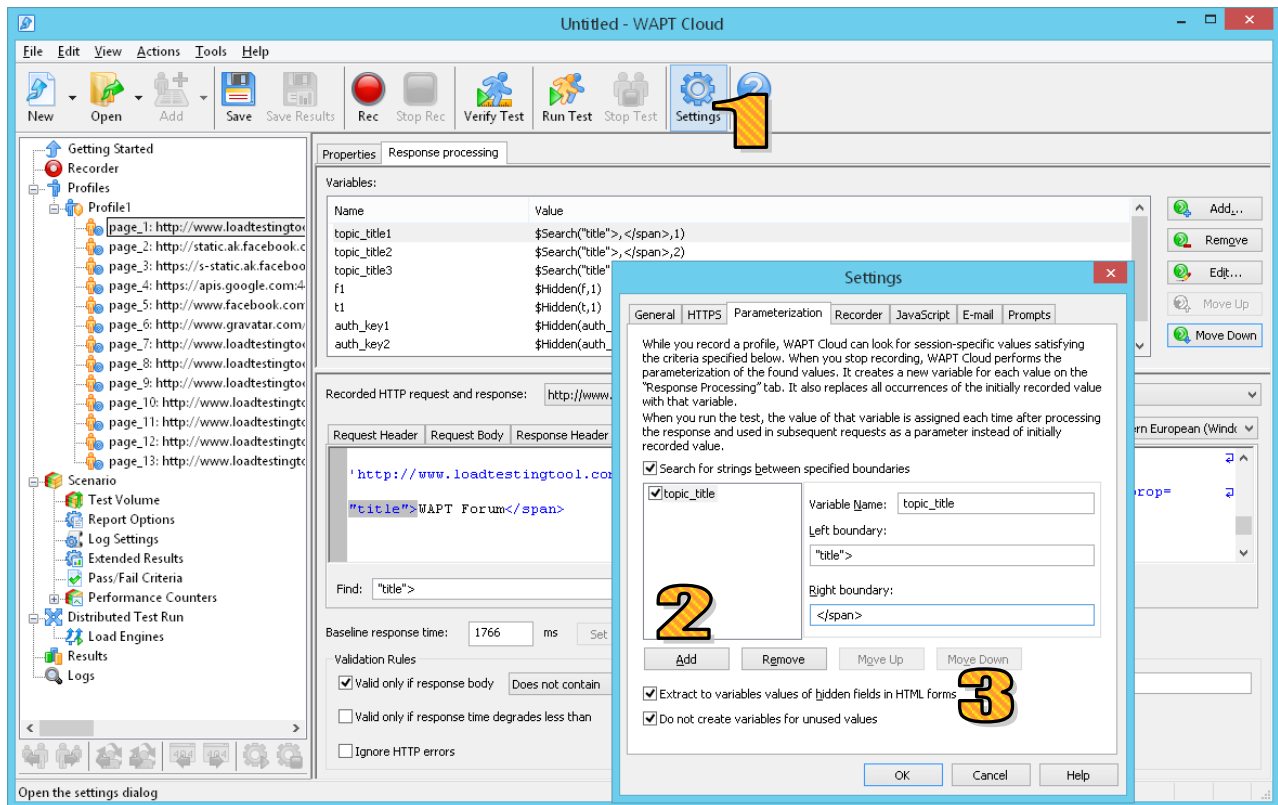 Untitled - WAPT Cloud
File Edit View Actions Tools Help
New Open Add Save Save Results Rec Stop Rec Verify Test Run Test Stop Test Settings
1
Getting Started
Recorder
Profiles
Profile1
page_1: http://www.loadtestingtoo
page_2: http://static.ak.facebook.c
page_3: https://s-static.ak.faceboo
page_4: https://apis.google.com:4
page_5: http://www.facebook.com
page_6: http://www.gravatar.com/
page_7: http://www.loadtestingtoo
page_8: http://www.loadtestingtoo
page_9: http://www.loadtestingtoo
page_10: http://www.loadtestingto
page_11: http://www.loadtestingto
page_12: http://www.loadtestingto
page_13: http://www.loadtestingto
Scenario
Test Volume
Report Options
Log Settings
Extended Results
Pass/Fail Criteria
Performance Counters
Distributed Test Run
Load Engines
Results
Logs
Properties Response processing
Variables:
Name Value
topic_title1 $Search("title">,</span>,1)
topic_title2 $Search("title">,</span>,2)
topic_title3 $Search("title"
f1 $Hidden(f,1)
t1 $Hidden(t,1)
auth_key1 $Hidden(auth_
auth_key2 $Hidden(auth_
Add...
Remove
Edit...
Move Up
Move Down
Recorded HTTP request and response: http://www.
Request Header Request Body Response Header
rn European (Windo
'http://www.loadtestingtool.com
prop=
"title">WAPT Forum</span>
Find: "title">
Baseline response time: 1766 ms Set
Validation Rules
Valid only if response body Does not contain
Valid only if response time degrades less than
Ignore HTTP errors
Settings
General HTTPS Parameterization Recorder JavaScript E-mail Prompts
While you record a profile, WAPT Cloud can look for session-specific values satisfying
the criteria specified below. When you stop recording, WAPT Cloud performs the
parameterization of the found values. It creates a new variable for each value on the
"Response Processing" tab. It also replaces all occurrences of the initially recorded value
with that variable.
When you run the test, the value of that variable is assigned each time after processing
the response and used in subsequent requests as a parameter instead of initially
recorded value.
Search for strings between specified boundaries
topic_title
Variable Name: topic_title
Left boundary:
"title">
Right boundary:
</span>
2
Add Remove Move Up Move Down
Extract to variables values of hidden fields in HTML forms
3
Do not create variables for unused values
OK Cancel Help
Open the settings dialog